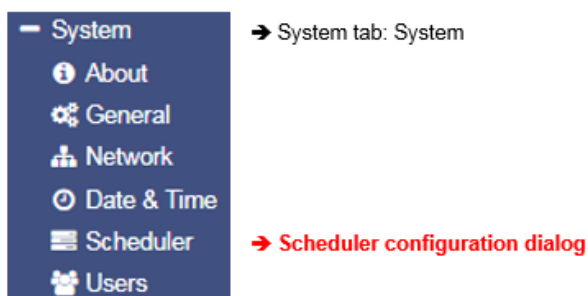 System ➔ System tab: System
About
General
Network
Date & Time
Scheduler ➔ Scheduler configuration dialog
Users